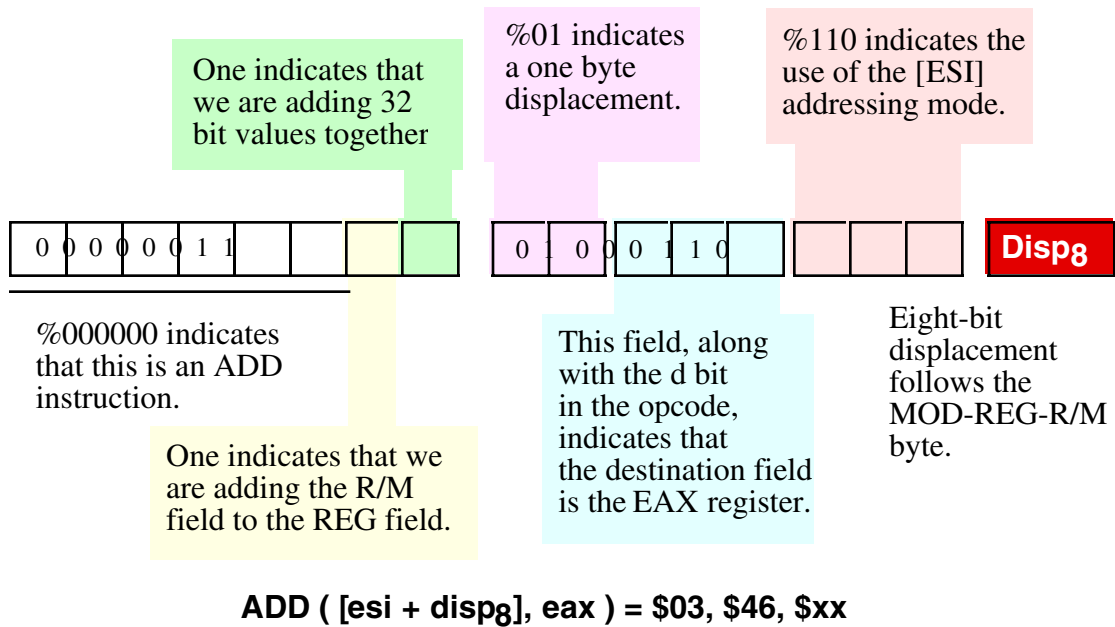 One indicates that
we are adding 32
bit values together
%01 indicates
a one byte
displacement.
%110 indicates the
use of the [ESI]
addressing mode.
0 0 0 0 0 0 1 1
0 1 0 0 0 1 1 0
Disp8
%000000 indicates
that this is an ADD
instruction.
One indicates that we
are adding the R/M
field to the REG field.
This field, along
with the d bit
in the opcode,
indicates that
the destination field
is the EAX register.
Eight-bit
displacement
follows the
MOD-REG-R/M
byte.
ADD ( [esi + disp8], eax ) = $03, $46, $xx